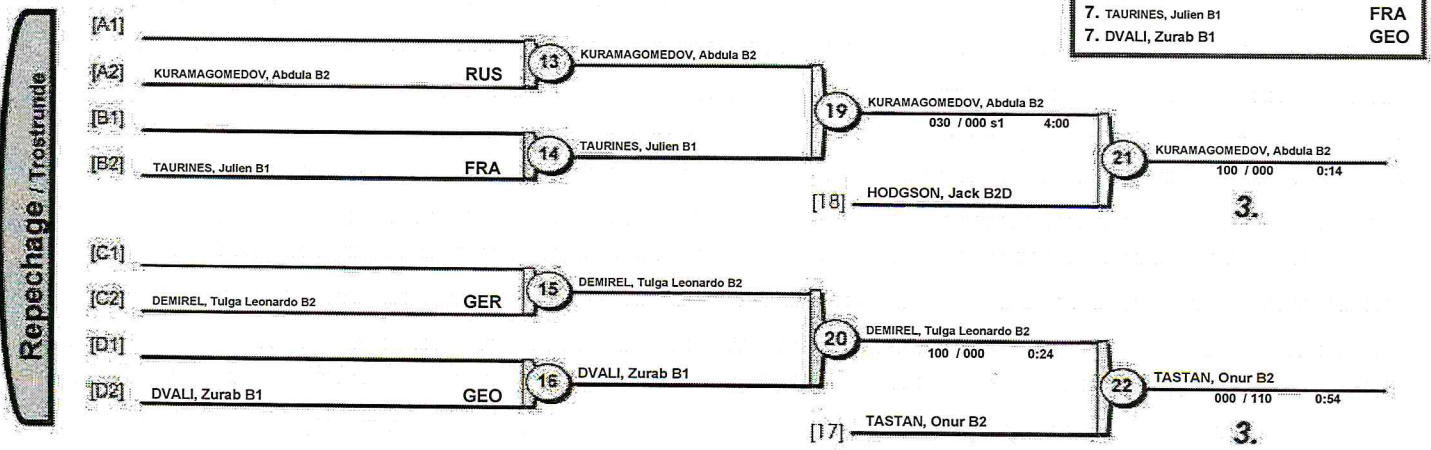 7. TAURINES, Julien B1 FRA
7. DVALI, Zurab B1 GEO
Repechage / Trostrunde
[A1]
[A2] KURAMAGOMEDOV, Abdula B2 RUS
13 KURAMAGOMEDOV, Abdula B2
[B1]
[B2] TAURINES, Julien B1 FRA
14 TAURINES, Julien B1
19 KURAMAGOMEDOV, Abdula B2
030 / 000 s1 4:00
[18] HODGSON, Jack B2D
21 KURAMAGOMEDOV, Abdula B2
100 / 000 0:14
3.
[C1]
[C2] DEMIREL, Tulga Leonardo B2 GER
15 DEMIREL, Tulga Leonardo B2
[D1]
[D2] DVALI, Zurab B1 GEO
16 DVALI, Zurab B1
20 DEMIREL, Tulga Leonardo B2
100 / 000 0:24
[17] TASTAN, Onur B2
22 TASTAN, Onur B2
000 / 110 0:54
3.